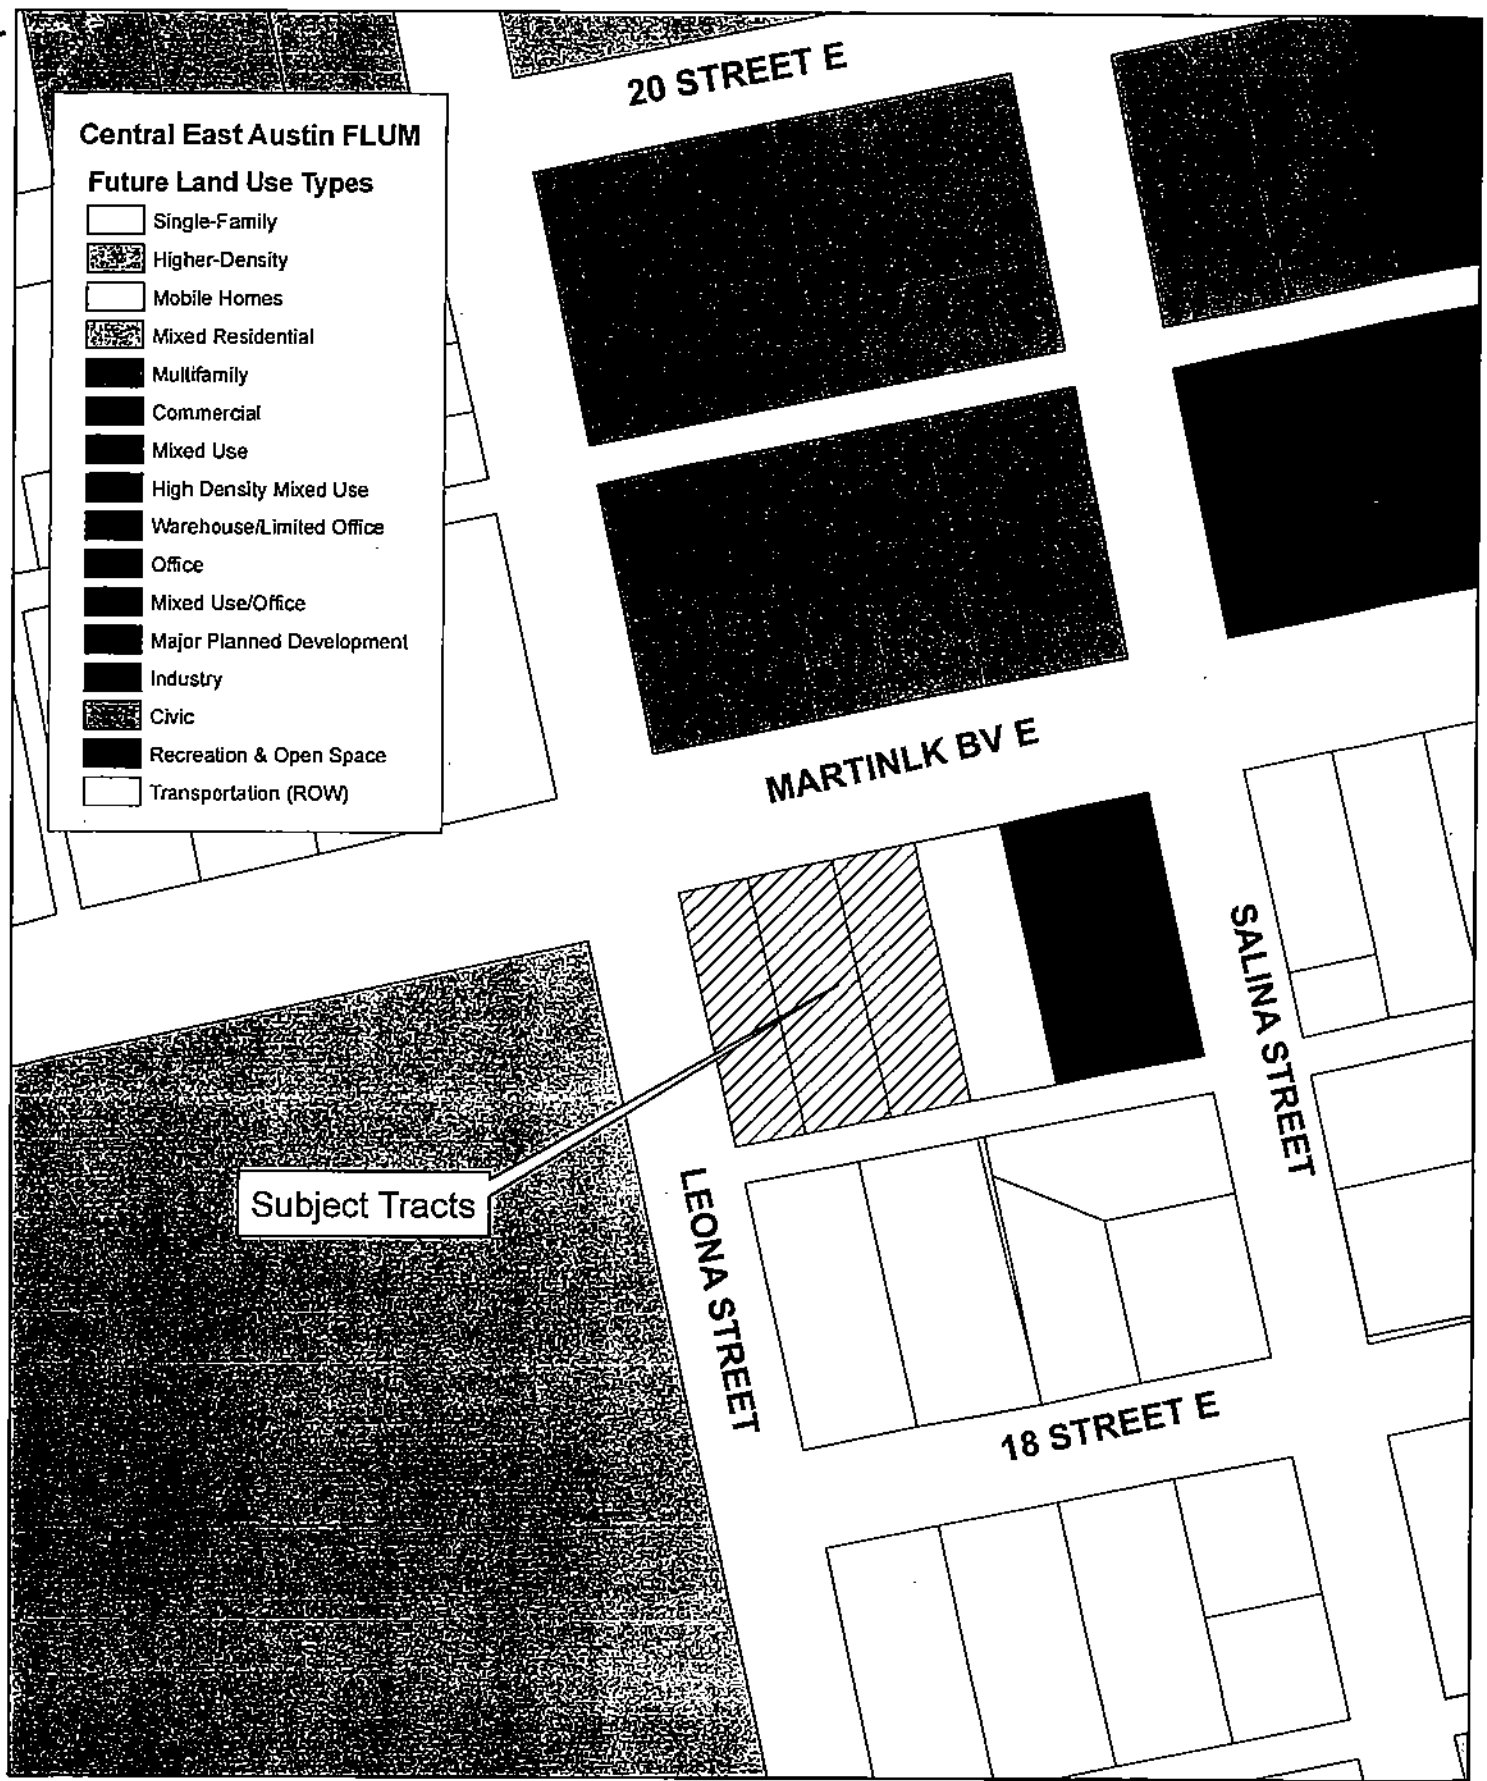 20 STREET E
Central East Austin FLUM
Future Land Use Types
Single-Family
Higher-Density
Mobile Homes
Mixed Residential
Multifamily
Commercial
Mixed Use
High Density Mixed Use
Warehouse/Limited Office
Office
Mixed Use/Office
Major Planned Development
Industry
Civic
Recreation & Open Space
Transportation (ROW)
MARTINLK BV E
SALINA STREET
Subject Tracts
LEONA STREET
18 STREET E